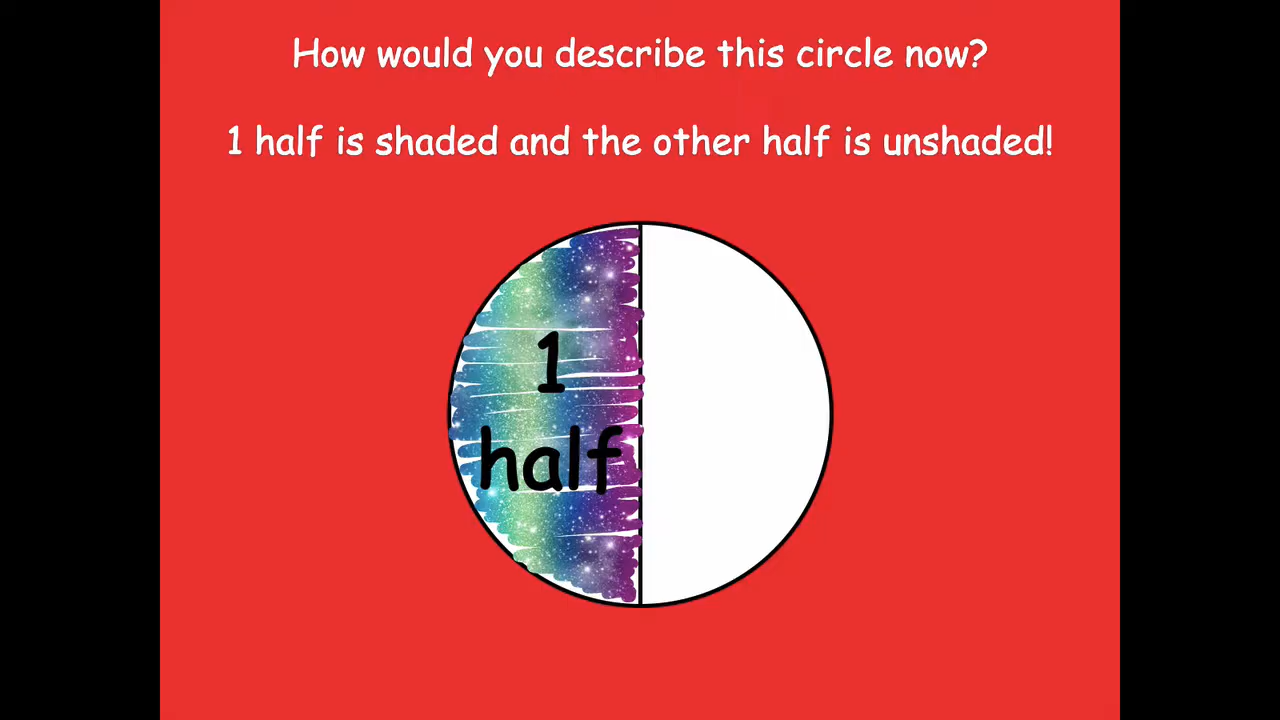 How would you describe this circle now?
1 half is shaded and the other half is unshaded!
1
half